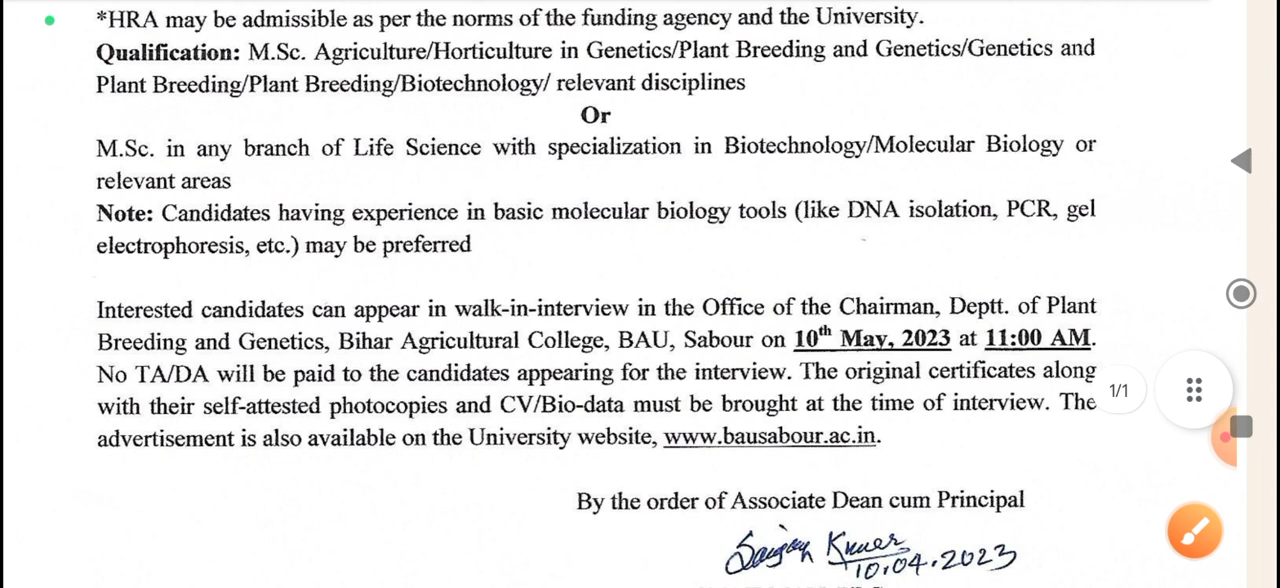 *HRA may be admissible as per the norms of the funding agency and the University.
Qualification: M.Sc. Agriculture/Horticulture in Genetics/Plant Breeding and Genetics/Genetics and
Plant Breeding/Plant Breeding/Biotechnology/ relevant disciplines
Or
M.Sc. in any branch of Life Science with specialization in Biotechnology/Molecular Biology or
relevant areas
Note: Candidates having experience in basic molecular biology tools (like DNA isolation, PCR, gel
electrophoresis, etc.) may be preferred
Interested candidates can appear in walk-in-interview in the Office of the Chairman, Deptt. of Plant
Breeding and Genetics, Bihar Agricultural College, BAU, Sabour on 10th May, 2023 at 11:00 AM.
No TA/DA will be paid to the candidates appearing for the interview. The original certificates along
with their self-attested photocopies and CV/Bio-data must be brought at the time of interview. The
advertisement is also available on the University website, www.bausabour.ac.in.
1/1
By the order of Associate Dean cum Principal
10.04.2023